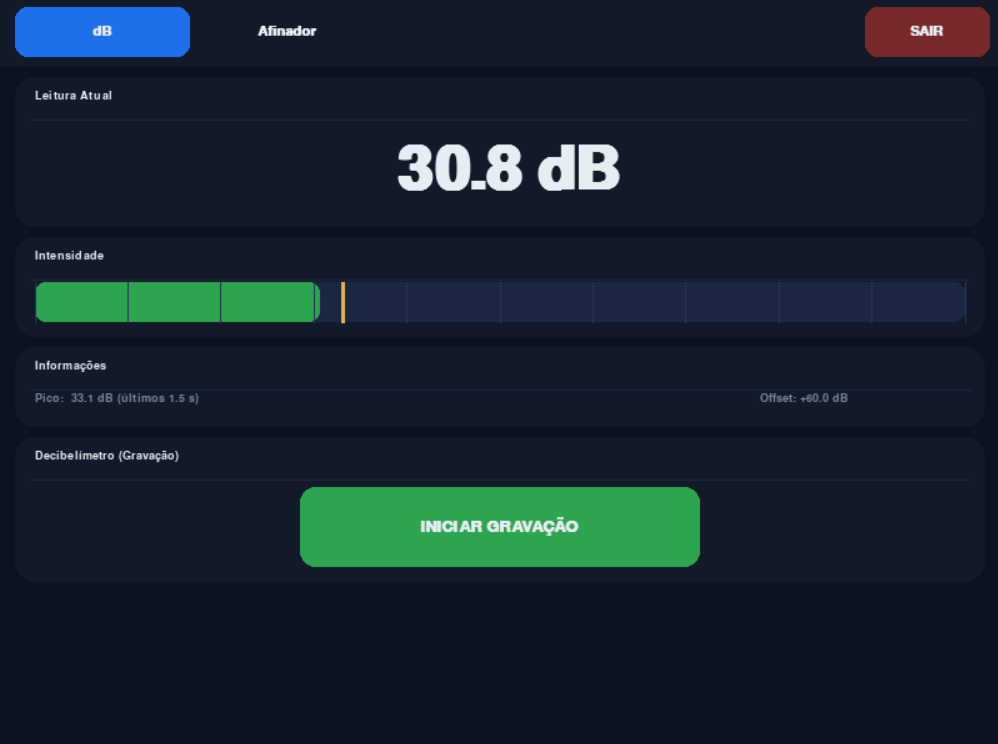 dB
Afinador
SAIR
Leitura Atual
30.8 dB
Intensidade
Informações
Pico: 33.1 dB (últimos 1.5 s)
Offset: +60.0 dB
Decibelímetro (Gravação)
INICIAR GRAVAÇÃO